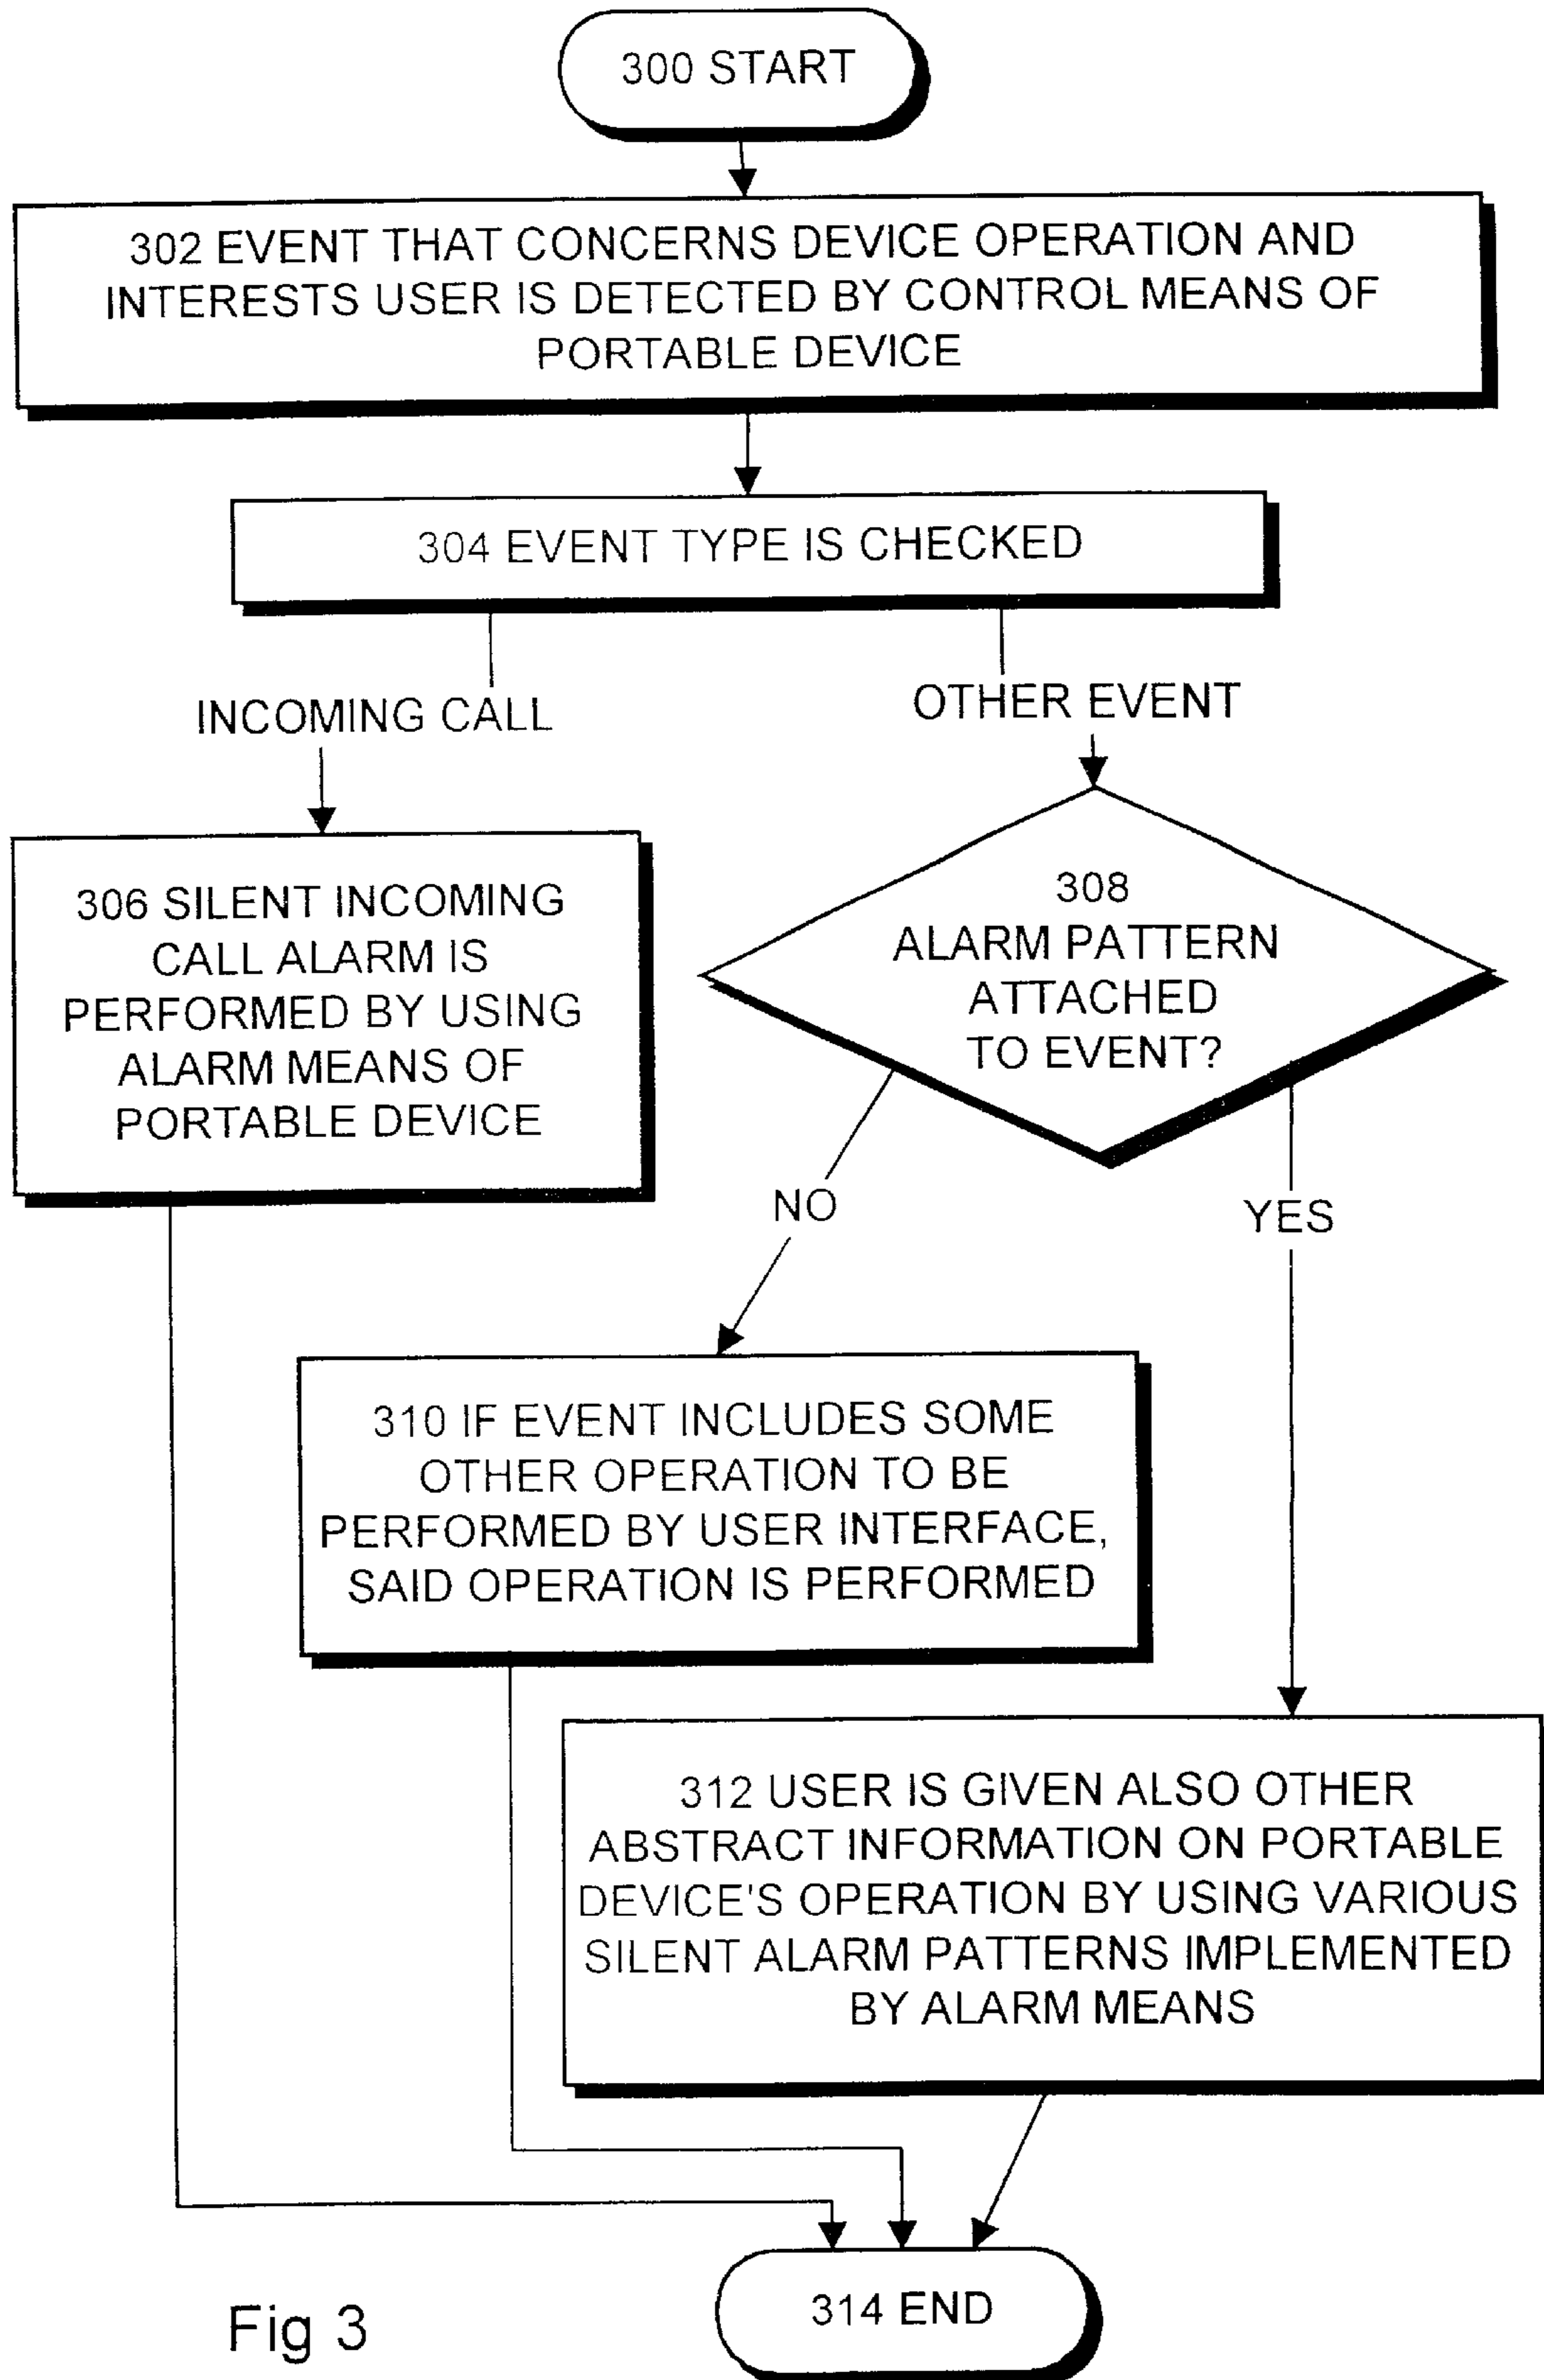 300 START
302 EVENT THAT CONCERNS DEVICE OPERATION AND
INTERESTS USER IS DETECTED BY CONTROL MEANS OF
PORTABLE DEVICE
304 EVENT TYPE IS CHECKED
INCOMING CALL
OTHER EVENT
306 SILENT INCOMING
CALL ALARM IS
PERFORMED BY USING
ALARM MEANS OF
PORTABLE DEVICE
308
ALARM PATTERN
ATTACHED
TO EVENT?
NO
YES
310 IF EVENT INCLUDES SOME
OTHER OPERATION TO BE
PERFORMED BY USER INTERFACE,
SAID OPERATION IS PERFORMED
312 USER IS GIVEN ALSO OTHER
ABSTRACT INFORMATION ON PORTABLE
DEVICE'S OPERATION BY USING VARIOUS
SILENT ALARM PATTERNS IMPLEMENTED
BY ALARM MEANS
314 END
Fig 3